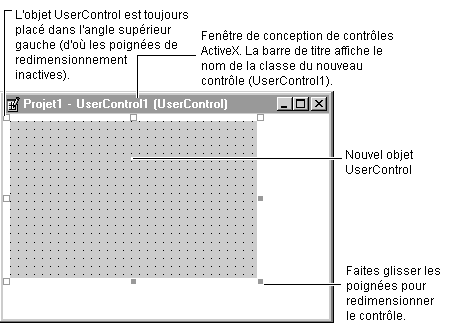 L'objet UserControl est toujours
placé dans l'angle supérieur
gauche (d'où les poignées de
redimensionnement
inactives).
Fenêtre de conception de contrôles
ActiveX. La barre de titre affiche le
nom de la classe du nouveau
contrôle (UserControl1).
Projet1 - UserControl1 (UserControl)
Nouvel objet
UserControl
Faites glisser les
poignées pour
redimensionner
le contrôle.